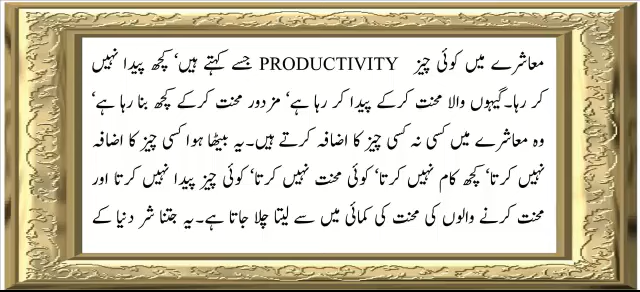 معاشرے میں کوئی چیز PRODUCTIVITY جسے کہتے ہیں‘ کچھ پیدا نہیں
کر رہا۔گیہوں والا محنت کرکے پیدا کر رہا ہے‘ مزدور محنت کرکے کچھ بنا رہا ہے‘
وہ معاشرے میں کسی نہ کسی چیز کا اضافہ کرتے ہیں۔یہ بیٹھا ہوا کسی چیز کا اضافہ
نہیں کرتا‘ کچھ کام نہیں کرتا‘ کوئی محنت نہیں کرتا‘ کوئی چیز پیدا نہیں کرتا اور
محنت کرنے والوں کی محنت کی کمائی میں سے لیتا چلا جاتا ہے۔یہ جتنا شر دنیا کے